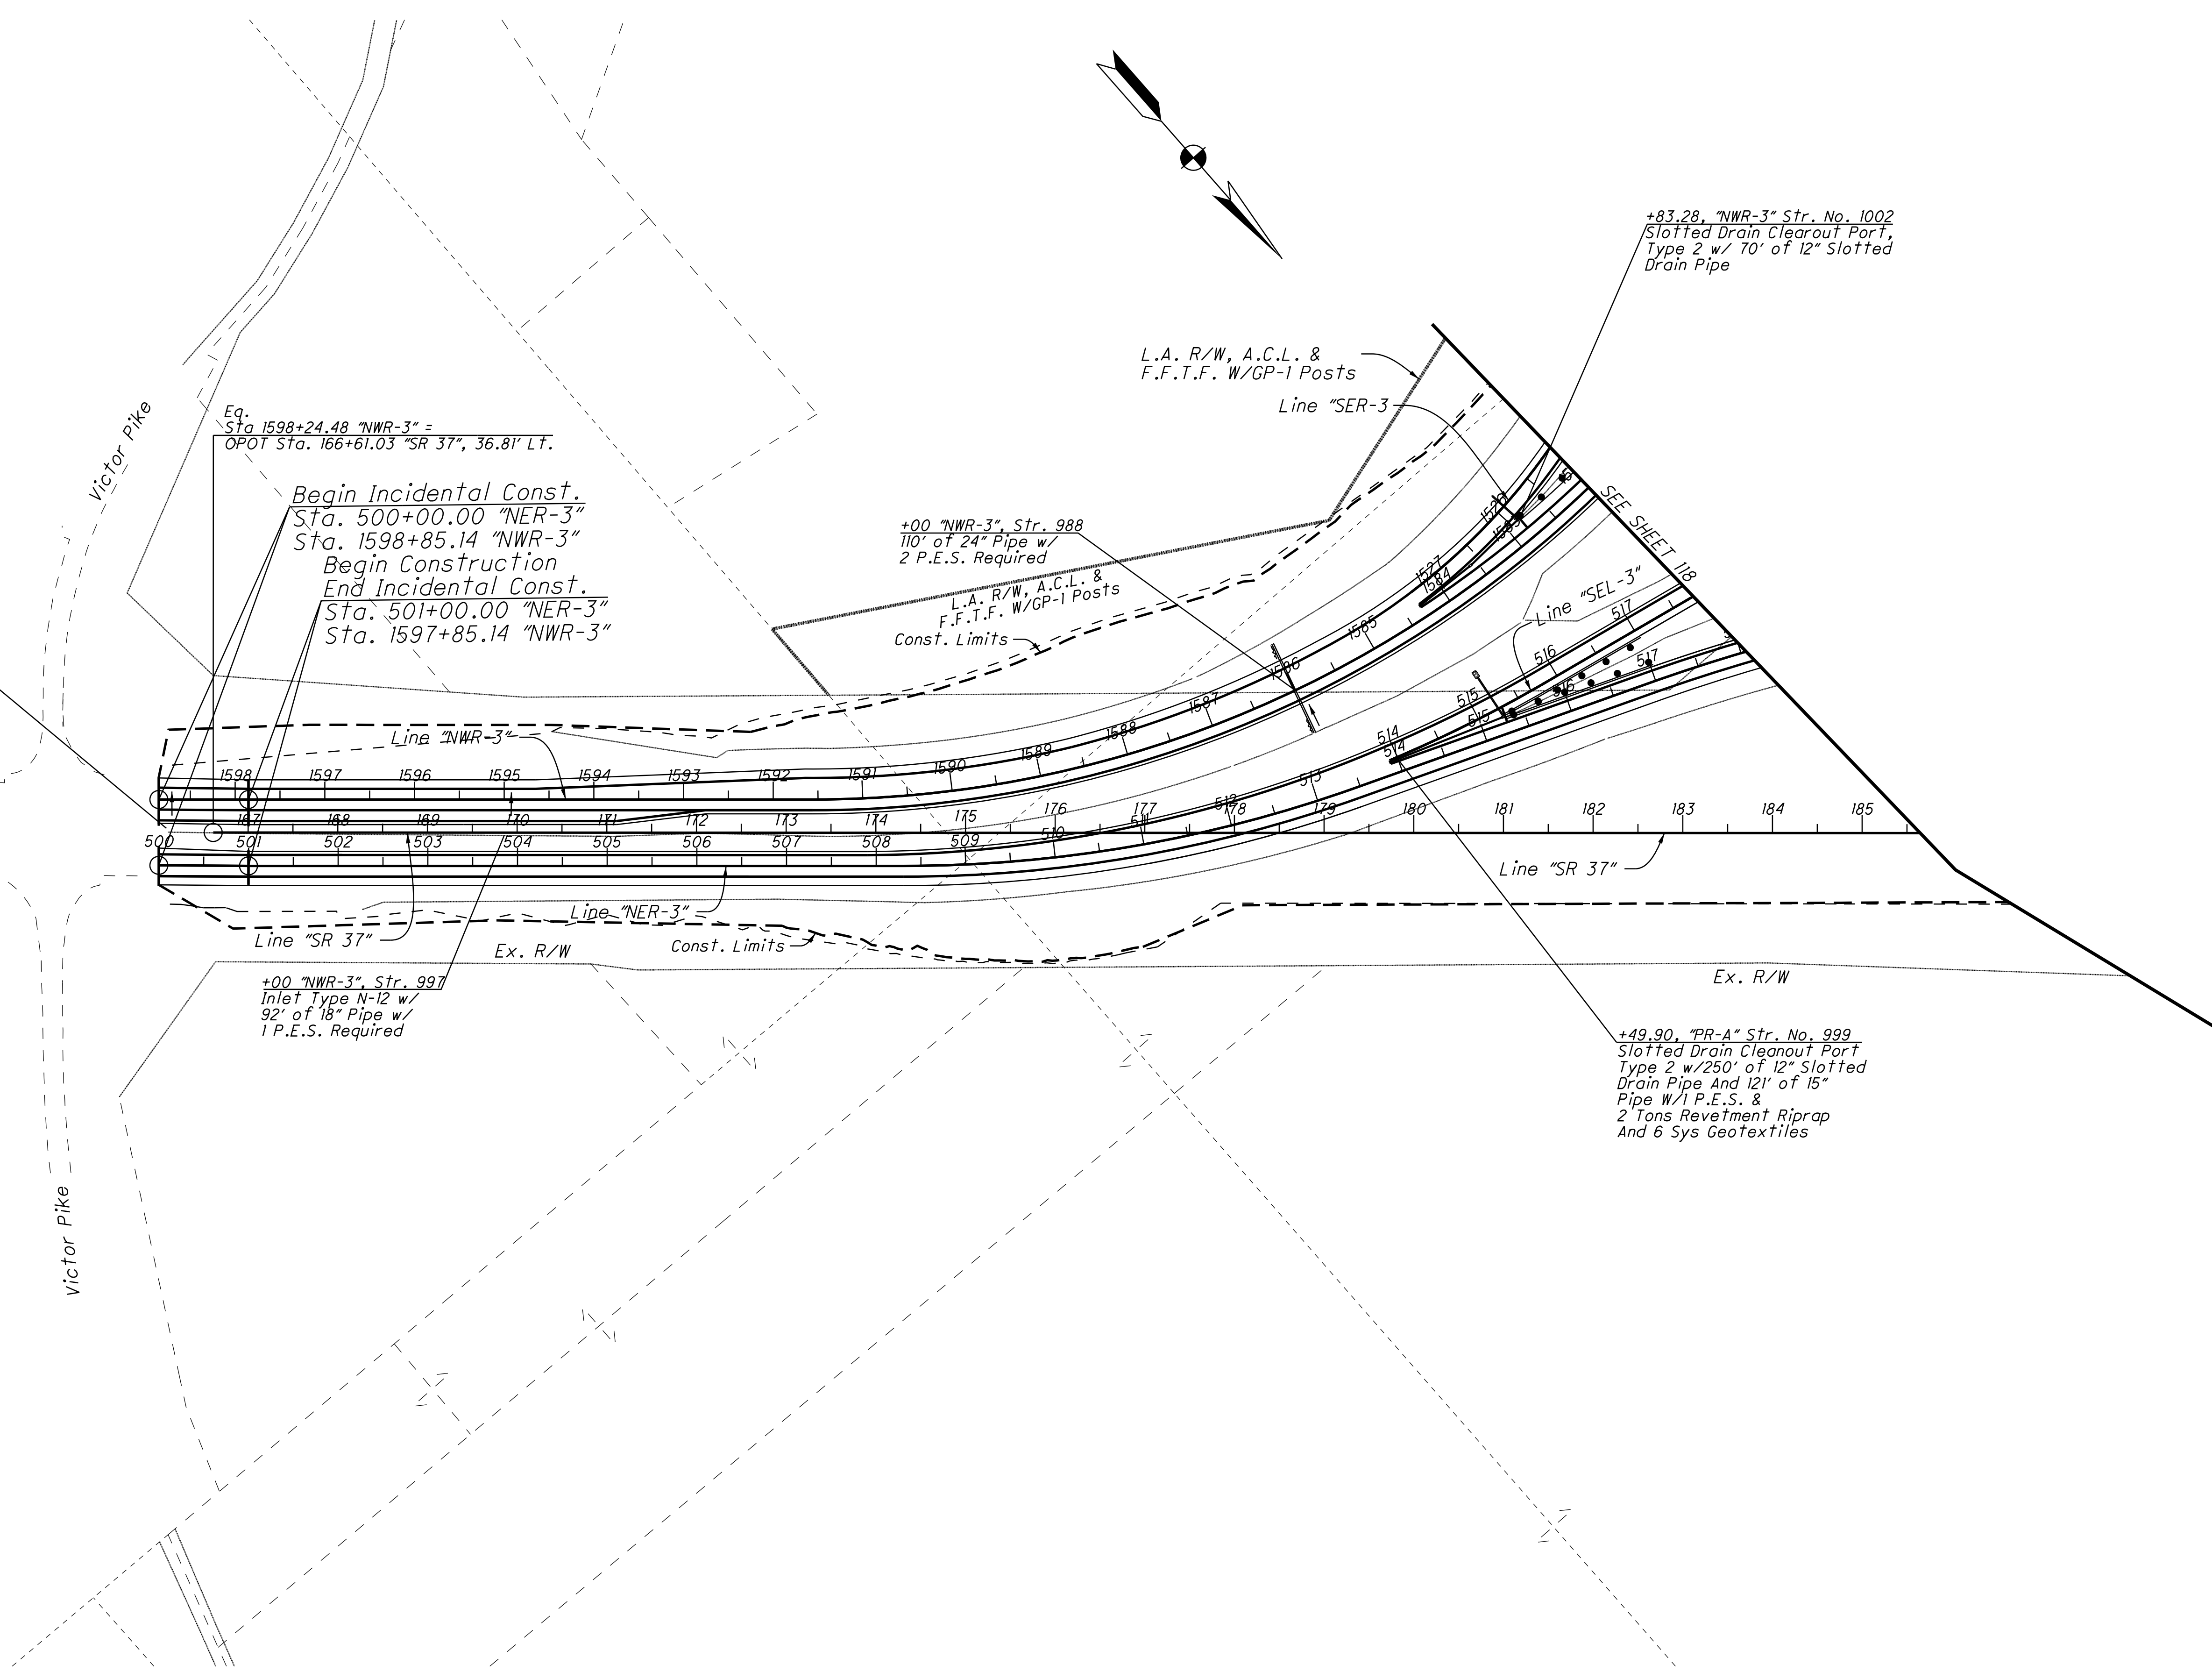 +83.28, "NWR-3" Str. No. 1002
Slotted Drain Clearout Port,
Type 2 w/ 70' of 12" Slotted
Drain Pipe
L.A. R/W, A.C.L. &
F.F.T.F. W/GP-1 Posts
Line "SER-3
Victor Pike
Eq.
Sta 1598+24.48 "NWR-3" =
OPOT Sta. 166+61.03 "SR 37", 36.81' Lt.
Begin Incidental Const.
Sta. 500+00.00 "NER-3"
Sta. 1598+85.14 "NWR-3"
Begin Construction
End Incidental Const.
Sta. 501+00.00 "NER-3"
Sta. 1597+85.14 "NWR-3"
+00 "NWR-3", Str. 988
110' of 24" Pipe w/
2 P.E.S. Required
L.A. R/W, A.C.L. &
F.F.T.F. W/GP-1 Posts
Const. Limits
SEE SHEET 118
Line "SEL-3"
1526
1527
1584
1585
1586
1587
1588
1589
1590
1591
1592
1593
1594
1595
1596
1597
1598
Line "NWR-3"
514
515
516
517
514
515
516
517
167
168
169
170
171
172
173
174
175
176
177
178
179
180
181
182
183
184
185
500
501
502
503
504
505
506
507
508
509
510
511
512
513
Line "SR 37"
Line "NER-3"
Line "SR 37"
Ex. R/W
Const. Limits
Ex. R/W
+00 "NWR-3", Str. 997
Inlet Type N-12 w/
92' of 18" Pipe w/
1 P.E.S. Required
+49.90, "PR-A" Str. No. 999
Slotted Drain Cleanout Port
Type 2 w/250' of 12" Slotted
Drain Pipe And 121' of 15"
Pipe W/1 P.E.S. &
2 Tons Revetment Riprap
And 6 Sys Geotextiles
Victor Pike